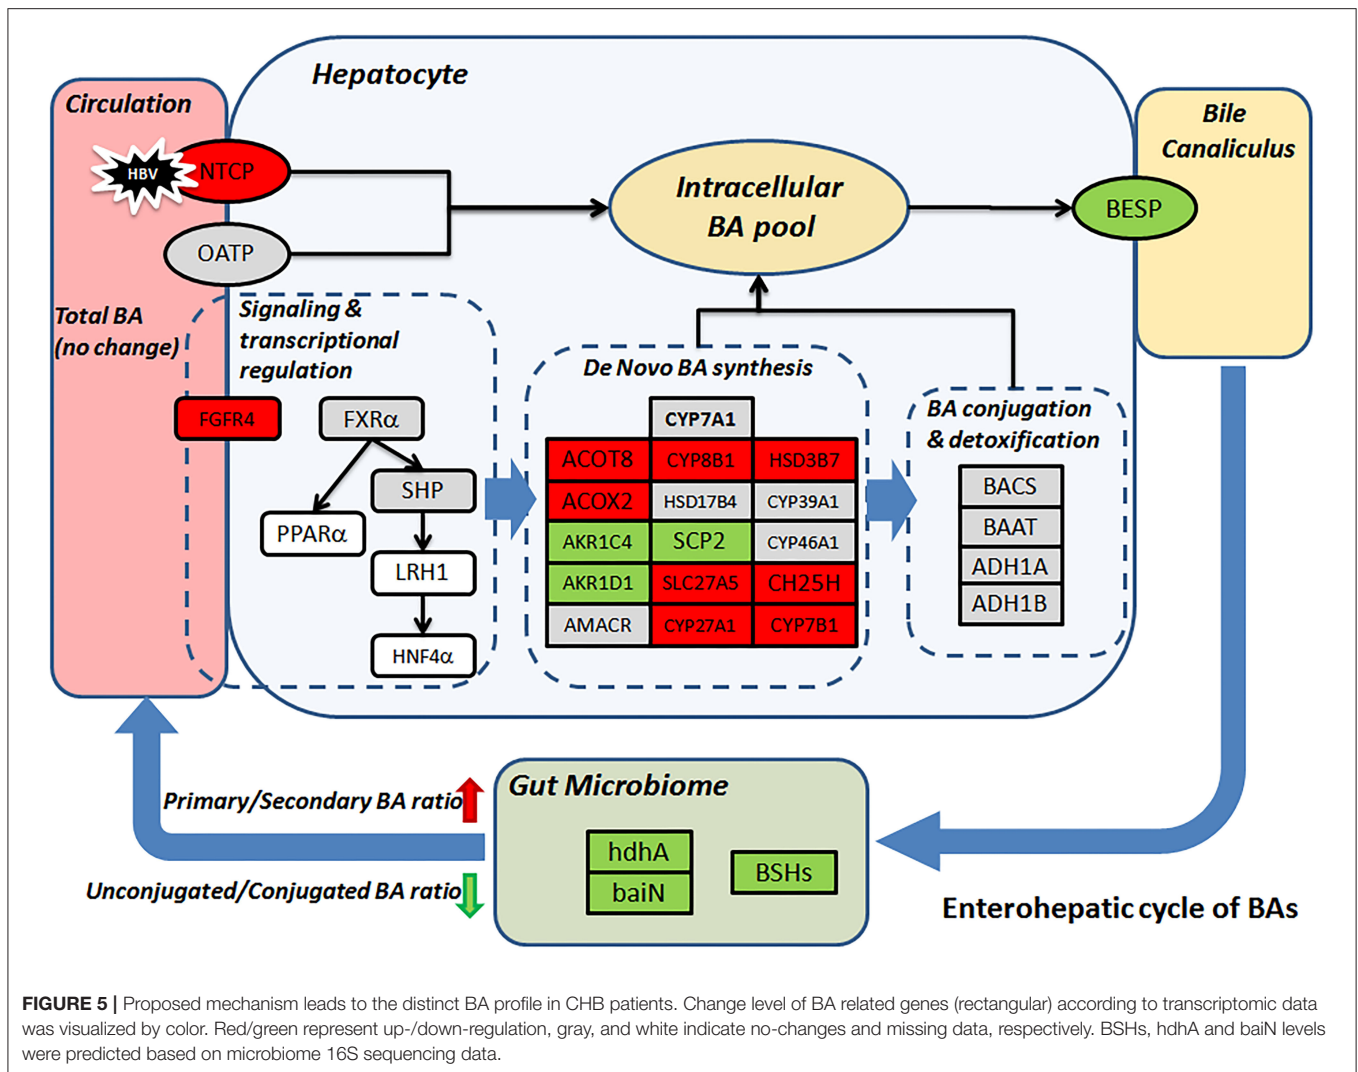 Hepatocyte
Circulation
Bile
Canaliculus
HBV
NTCP
OATP
Intracellular
BA pool
BESP
Total BA
(no change)
Signaling &
transcriptional
regulation
FGFR4
FXRα
SHP
PPARα
LRH1
HNF4α
De Novo BA synthesis
CYP7A1
ACOT8 CYP8B1 HSD3B7
ACOX2 HSD17B4 CYP39A1
AKR1C4 SCP2 CYP46A1
AKR1D1 SLC27A5 CH25H
AMACR CYP27A1 CYP7B1
BA conjugation
& detoxification
BACS
BAAT
ADH1A
ADH1B
Primary/Secondary BA ratio
Unconjugated/Conjugated BA ratio
Gut Microbiome
hdhA
baiN
BSHs
Enterohepatic cycle of BAs
FIGURE 5 | Proposed mechanism leads to the distinct BA profile in CHB patients. Change level of BA related genes (rectangular) according to transcriptomic data
was visualized by color. Red/green represent up-/down-regulation, gray, and white indicate no-changes and missing data, respectively. BSHs, hdhA and baiN levels
were predicted based on microbiome 16S sequencing data.